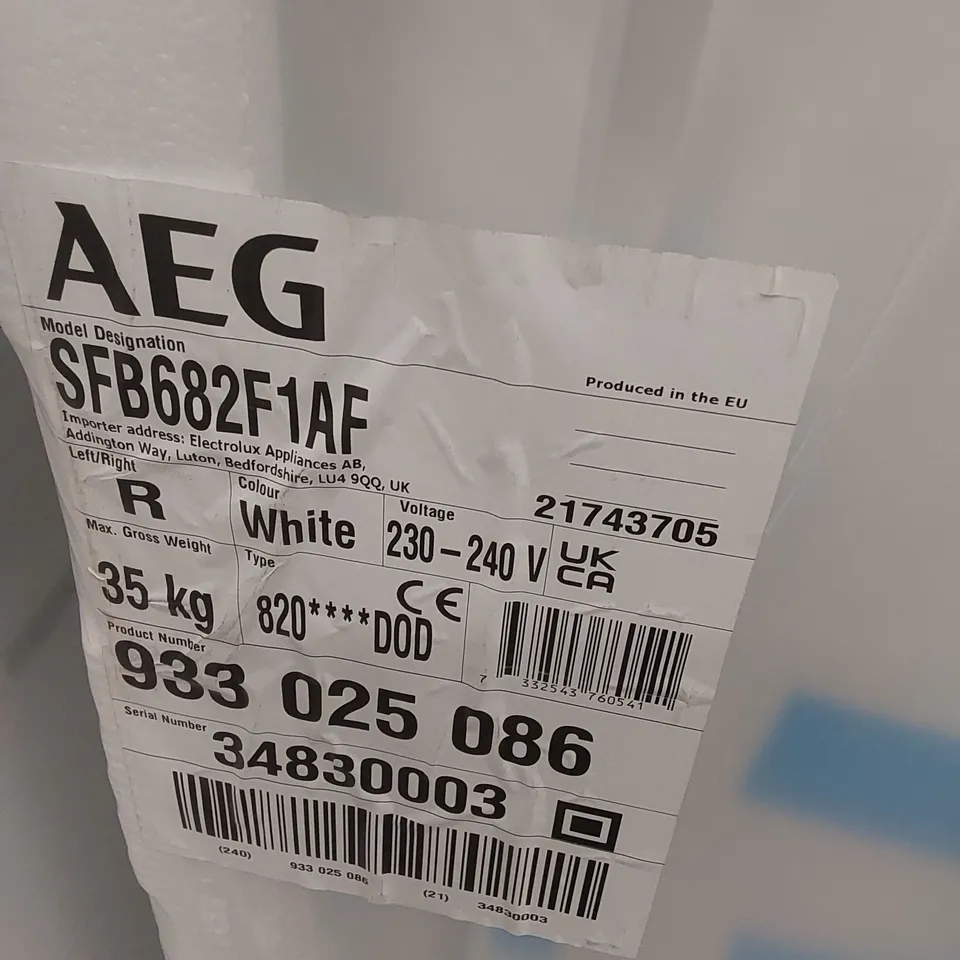 AEG
Model Designation
SFB682F1AF
Produced in the EU
Importer address: Electrolux Appliances AB,
Addington Way, Luton, Bedfordshire, LU4 9QQ, UK
21743705
Left/Right
R
Colour
White
Voltage
230-240 V
UK
CA
Max. Gross Weight
35 kg
Type
820****DOD
CE
7 332543 760541
Product Number
933 025 086
Serial Number
34830003
(240) 933 025 086 (21) 34830003